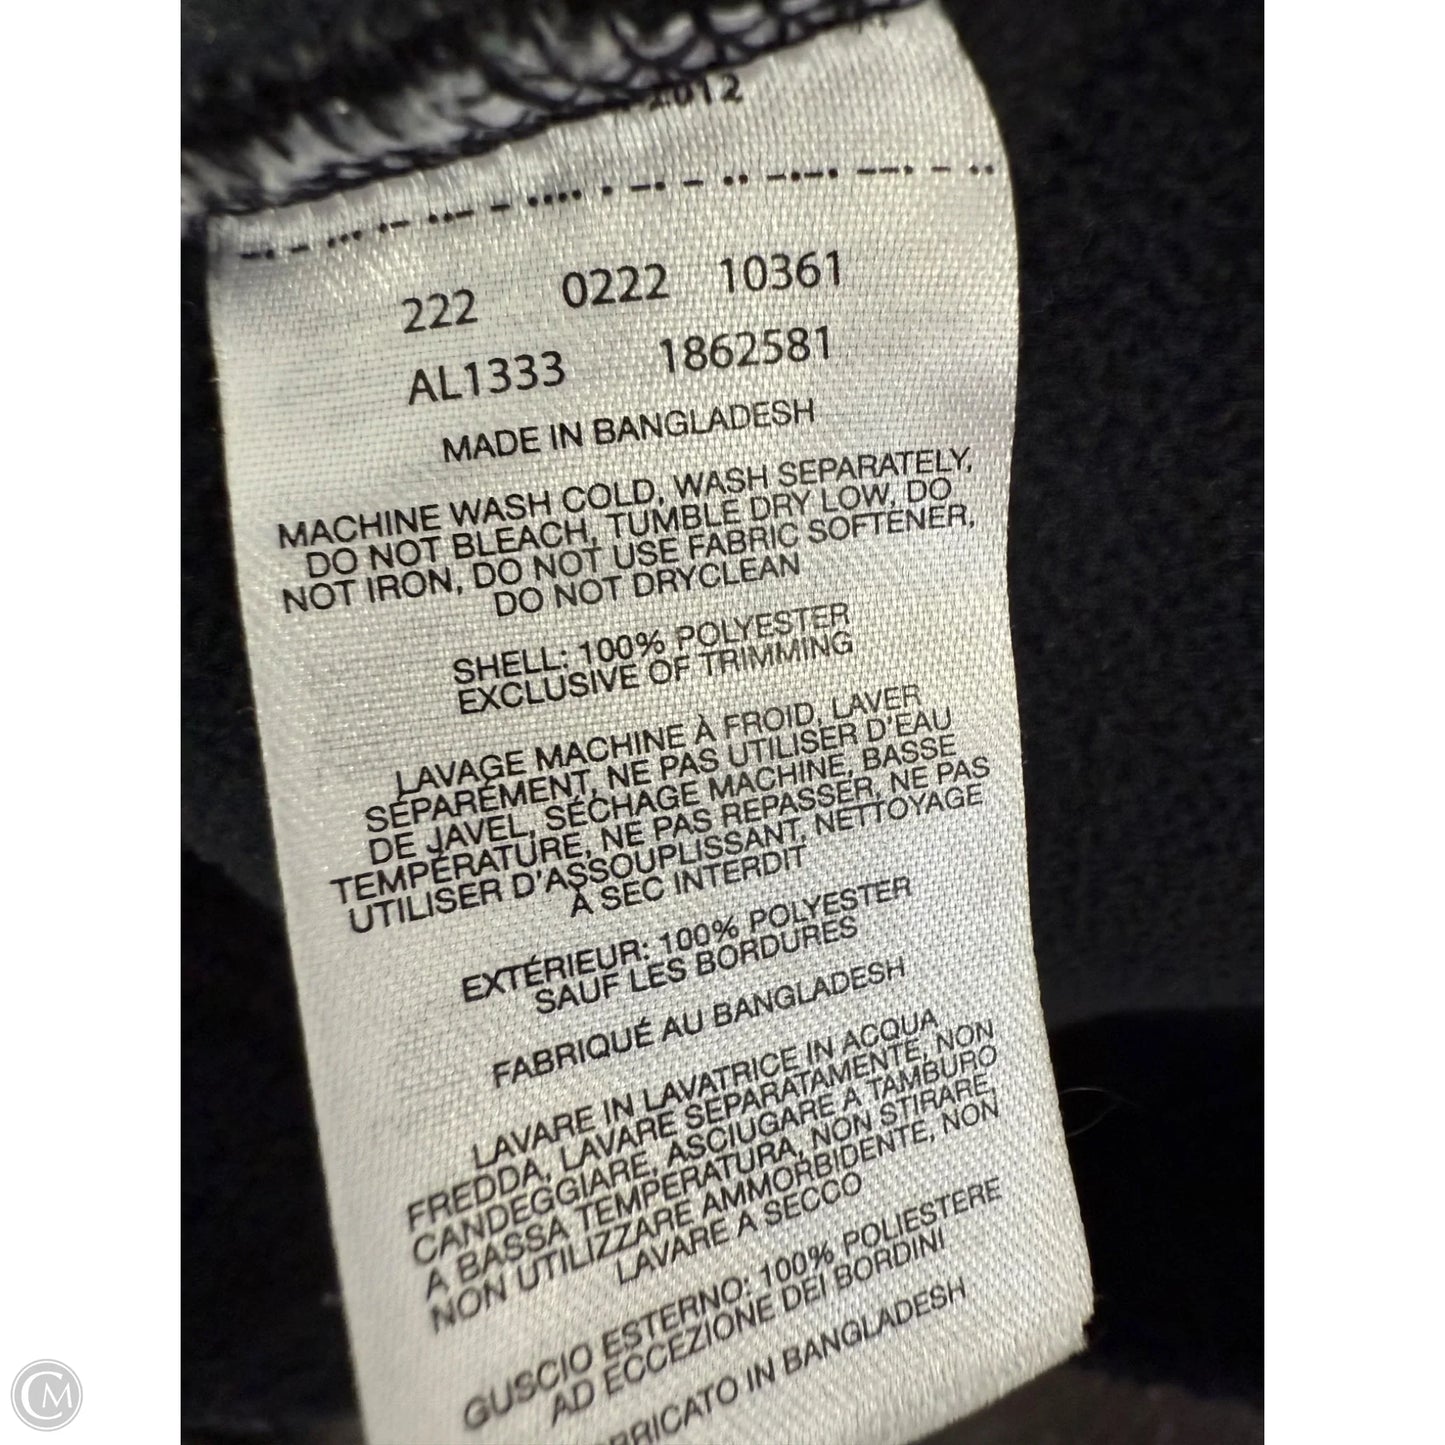 2012
222 0222 10361
AL1333 1862581
MADE IN BANGLADESH
MACHINE WASH COLD, WASH SEPARATELY,
DO NOT BLEACH, TUMBLE DRY LOW, DO
NOT IRON, DO NOT USE FABRIC SOFTENER,
DO NOT DRYCLEAN
SHELL: 100% POLYESTER
EXCLUSIVE OF TRIMMING
LAVAGE MACHINE À FROID, LAVER
SÉPARÉMENT, NE PAS UTILISER D'EAU
DE JAVEL, SÉCHAGE MACHINE, BASSE
TEMPÉRATURE, NE PAS REPASSER, NE PAS
UTILISER D'ASSOUPLISSANT, NETTOYAGE
À SEC INTERDIT
EXTÉRIEUR: 100% POLYESTER
SAUF LES BORDURES
FABRIQUÉ AU BANGLADESH
LAVARE IN LAVATRICE IN ACQUA
FREDDA, LAVARE SEPARATAMENTE, NON
CANDEGGIARE, ASCIUGARE A TAMBURO
A BASSA TEMPERATURA, NON STIRARE,
NON UTILIZZARE AMMORBIDENTE, NON
LAVARE A SECCO
GUSCIO ESTERNO: 100% POLIESTERE
AD ECCEZIONE DEI BORDINI
BRICATO IN BANGLADESH
CM